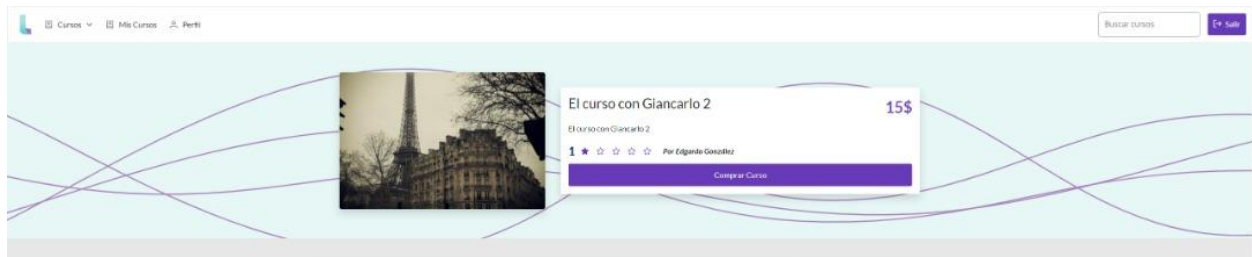 Cursos
Mis Cursos
Perfil
Buscar cursos
Salir
El curso con Giancarlo 2
15$
El curso con Giancarlo 2
1
Por Edgardo González
Comprar Curso